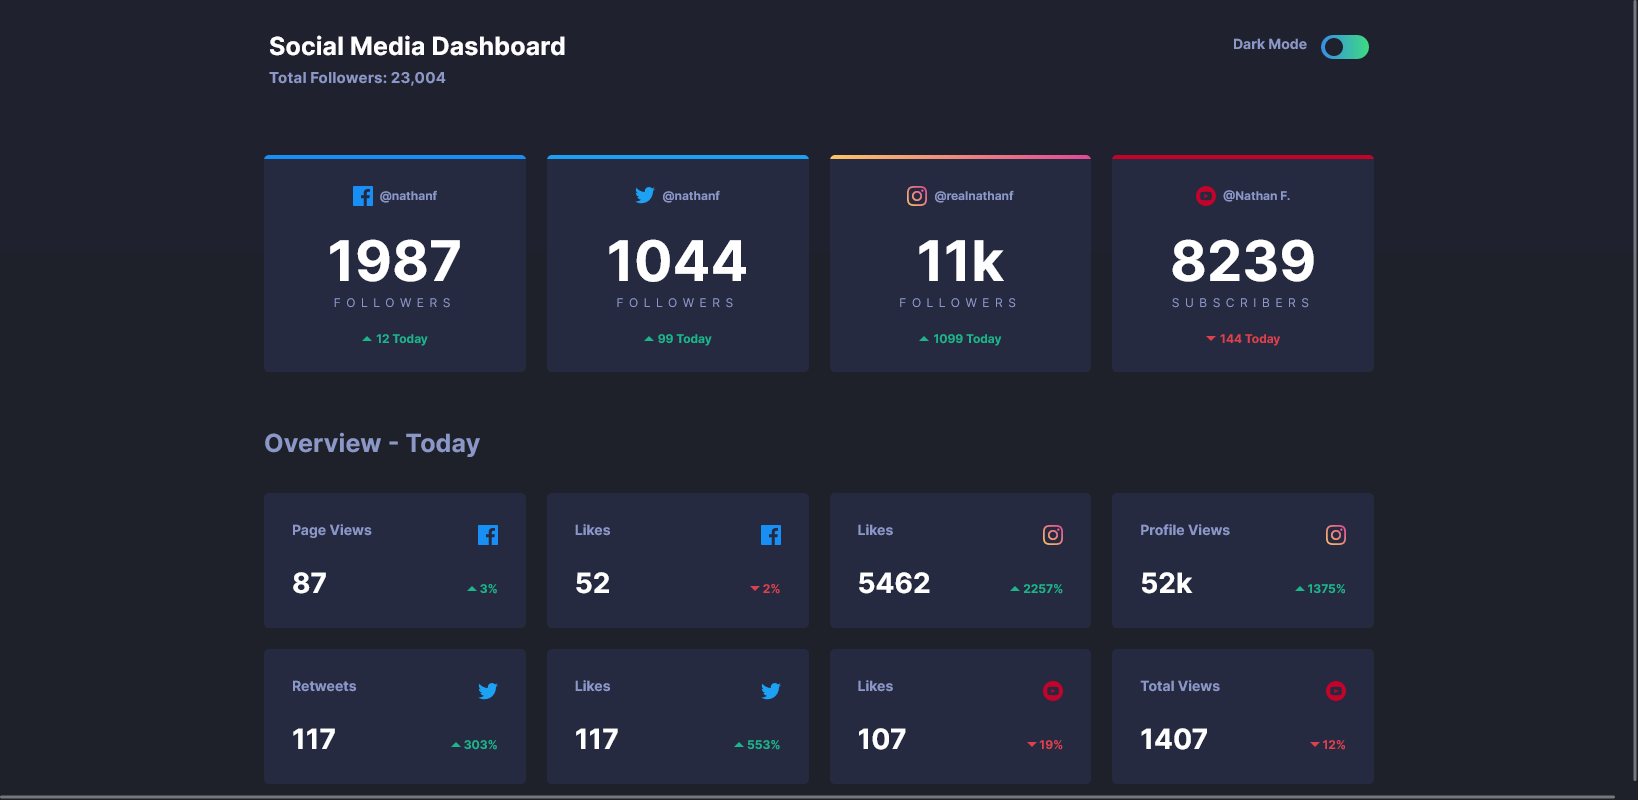 Social Media Dashboard
Dark Mode
Total Followers: 23,004
@nathanf
1987
FOLLOWERS
12 Today
@nathanf
1044
FOLLOWERS
99 Today
@realnathanf
11k
FOLLOWERS
1099 Today
@Nathan F.
8239
SUBSCRIBERS
144 Today
Overview - Today
Page Views
87
3%
Likes
52
2%
Likes
5462
2257%
Profile Views
52k
1375%
Retweets
117
303%
Likes
117
553%
Likes
107
19%
Total Views
1407
12%